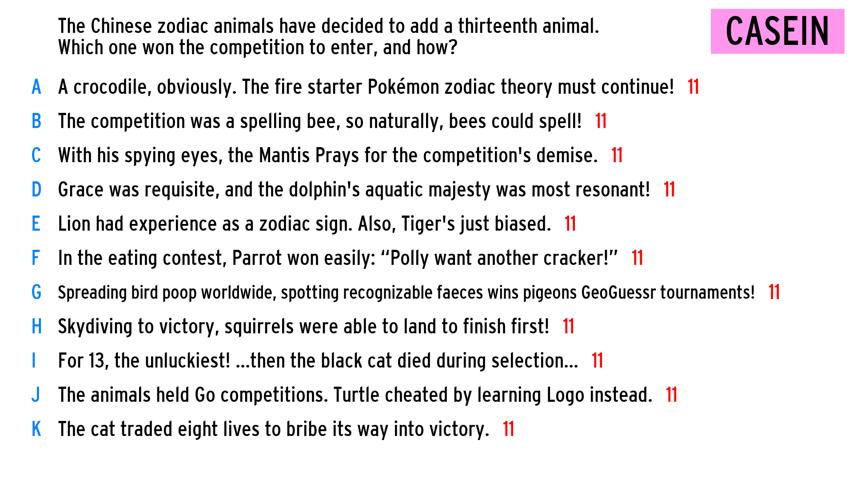 The Chinese zodiac animals have decided to add a thirteenth animal.
Which one won the competition to enter, and how?
CASEIN
A A crocodile, obviously. The fire starter Pokémon zodiac theory must continue! 11
B The competition was a spelling bee, so naturally, bees could spell! 11
C With his spying eyes, the Mantis Prays for the competition's demise. 11
D Grace was requisite, and the dolphin's aquatic majesty was most resonant! 11
E Lion had experience as a zodiac sign. Also, Tiger's just biased. 11
F In the eating contest, Parrot won easily: “Polly want another cracker!” 11
G Spreading bird poop worldwide, spotting recognizable faeces wins pigeons GeoGuessr tournaments! 11
H Skydiving to victory, squirrels were able to land to finish first! 11
I For 13, the unluckiest! ...then the black cat died during selection... 11
J The animals held Go competitions. Turtle cheated by learning Logo instead. 11
K The cat traded eight lives to bribe its way into victory. 11